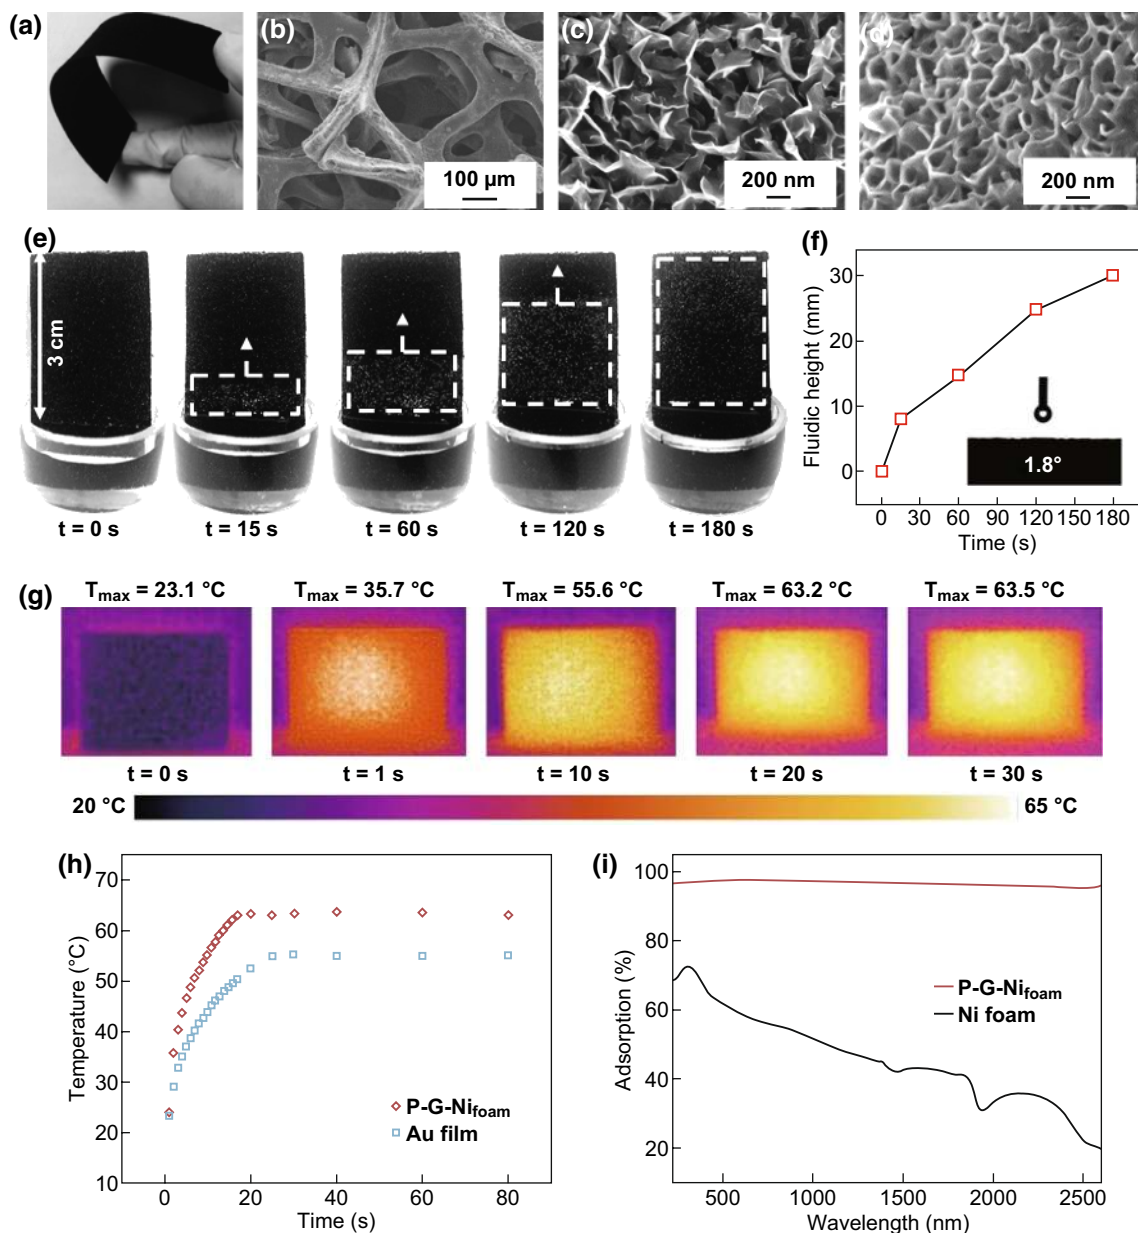 (a)
(b)
(c)
(d)
100 µm
200 nm
200 nm
(e)
3 cm
t = 0 s
t = 15 s
t = 60 s
t = 120 s
t = 180 s
(f)
Fluidic height (mm)
30
20
10
0
1.8°
0 30 60 90 120 150 180
Time (s)
(g)
Tmax = 23.1 °C
Tmax = 35.7 °C
Tmax = 55.6 °C
Tmax = 63.2 °C
Tmax = 63.5 °C
t = 0 s
t = 1 s
t = 10 s
t = 20 s
t = 30 s
20 °C
65 °C
(h)
Temperature (°C)
70
60
50
40
30
20
10
P-G-Nifoam
Au film
0 20 40 60 80
Time (s)
(i)
Adsorption (%)
100
80
60
40
20
P-G-Nifoam
Ni foam
500 1000 1500 2000 2500
Wavelength (nm)